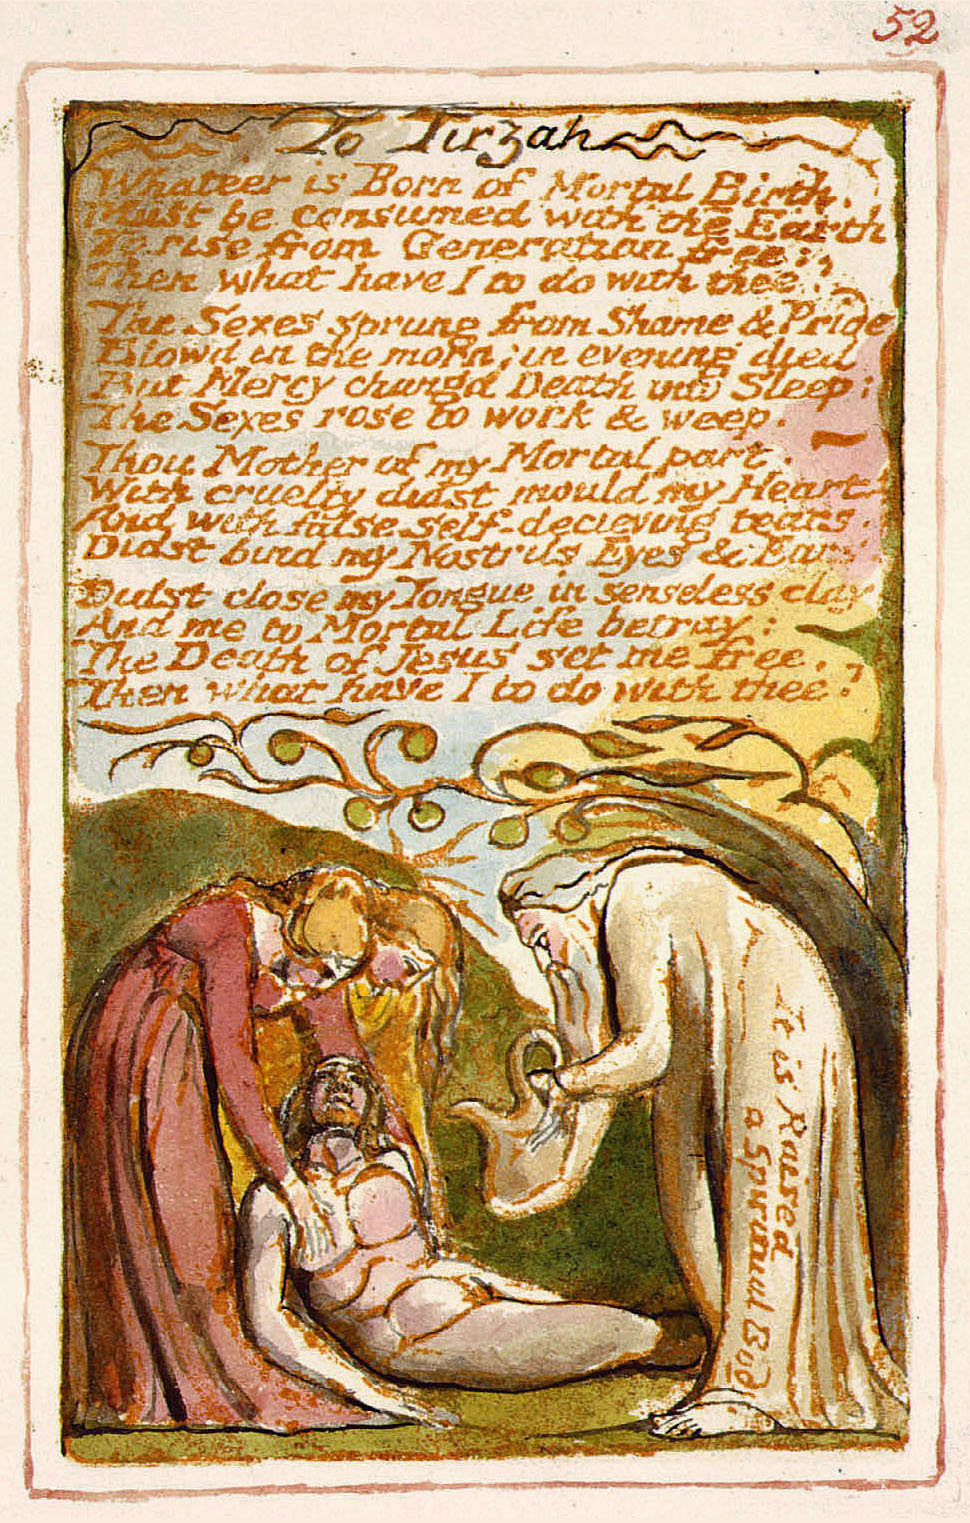 52
To Tirzah
Whate'er is Born of Mortal Birth,
Must be consumed with the Earth
To rise from Generation free:
Then what have I to do with thee?
The Sexes sprung from Shame & Pride
Blow'd in the morn; in evening died
But Mercy changd Death into Sleep;
The Sexes rose to work & weep.
Thou Mother of my Mortal part.
With cruelty didst mould my Heart.
And with false self-decieving tears.
Didst bind my Nostrils Eyes & Ears
Didst close my Tongue in senseless clay
And me to Mortal Life betray:
The Death of Jesus set me free.
Then what have I to do with thee?
It is Raised
a Spiritual Body